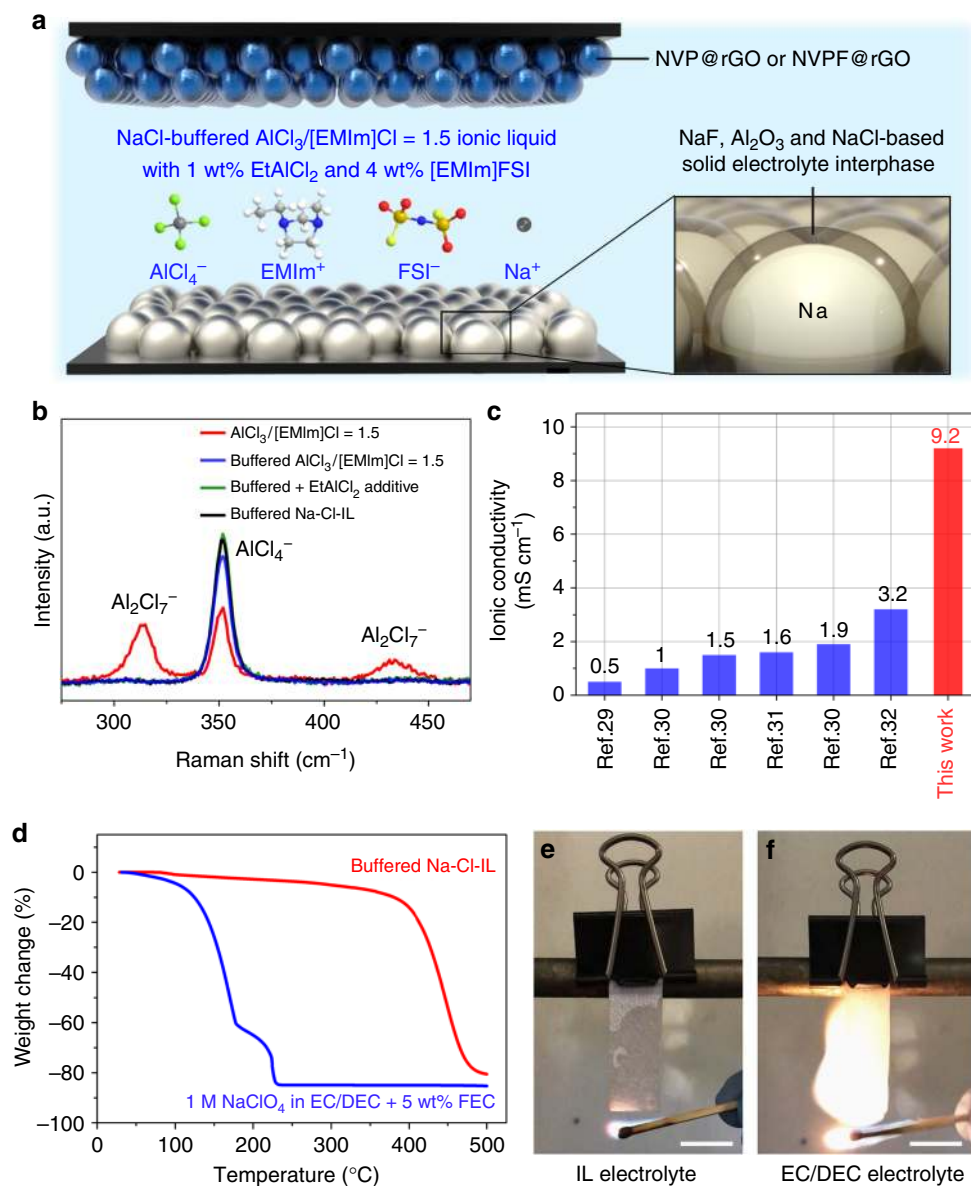 a
NVP@rGO or NVPF@rGO
NaCl-buffered AlCl₃/[EMIm]Cl = 1.5 ionic liquid
with 1 wt% EtAlCl₂ and 4 wt% [EMIm]FSI
AlCl₄⁻ EMIm⁺ FSI⁻ Na⁺
NaF, Al₂O₃ and NaCl-based
solid electrolyte interphase
Na
b
AlCl₃/[EMIm]Cl = 1.5
Buffered AlCl₃/[EMIm]Cl = 1.5
Buffered + EtAlCl₂ additive
Buffered Na-Cl-IL
AlCl₄⁻
Al₂Cl₇⁻
Al₂Cl₇⁻
Intensity (a.u.)
300 350 400 450
Raman shift (cm⁻¹)
c
Ionic conductivity
(mS cm⁻¹)
10
8
6
4
2
0
0.5
1
1.5
1.6
1.9
3.2
9.2
Ref.29
Ref.30
Ref.30
Ref.31
Ref.30
Ref.32
This work
d
Weight change (%)
0
−20
−40
−60
−80
−100
Buffered Na-Cl-IL
1 M NaClO₄ in EC/DEC + 5 wt% FEC
0 100 200 300 400 500
Temperature (°C)
e
IL electrolyte
f
EC/DEC electrolyte